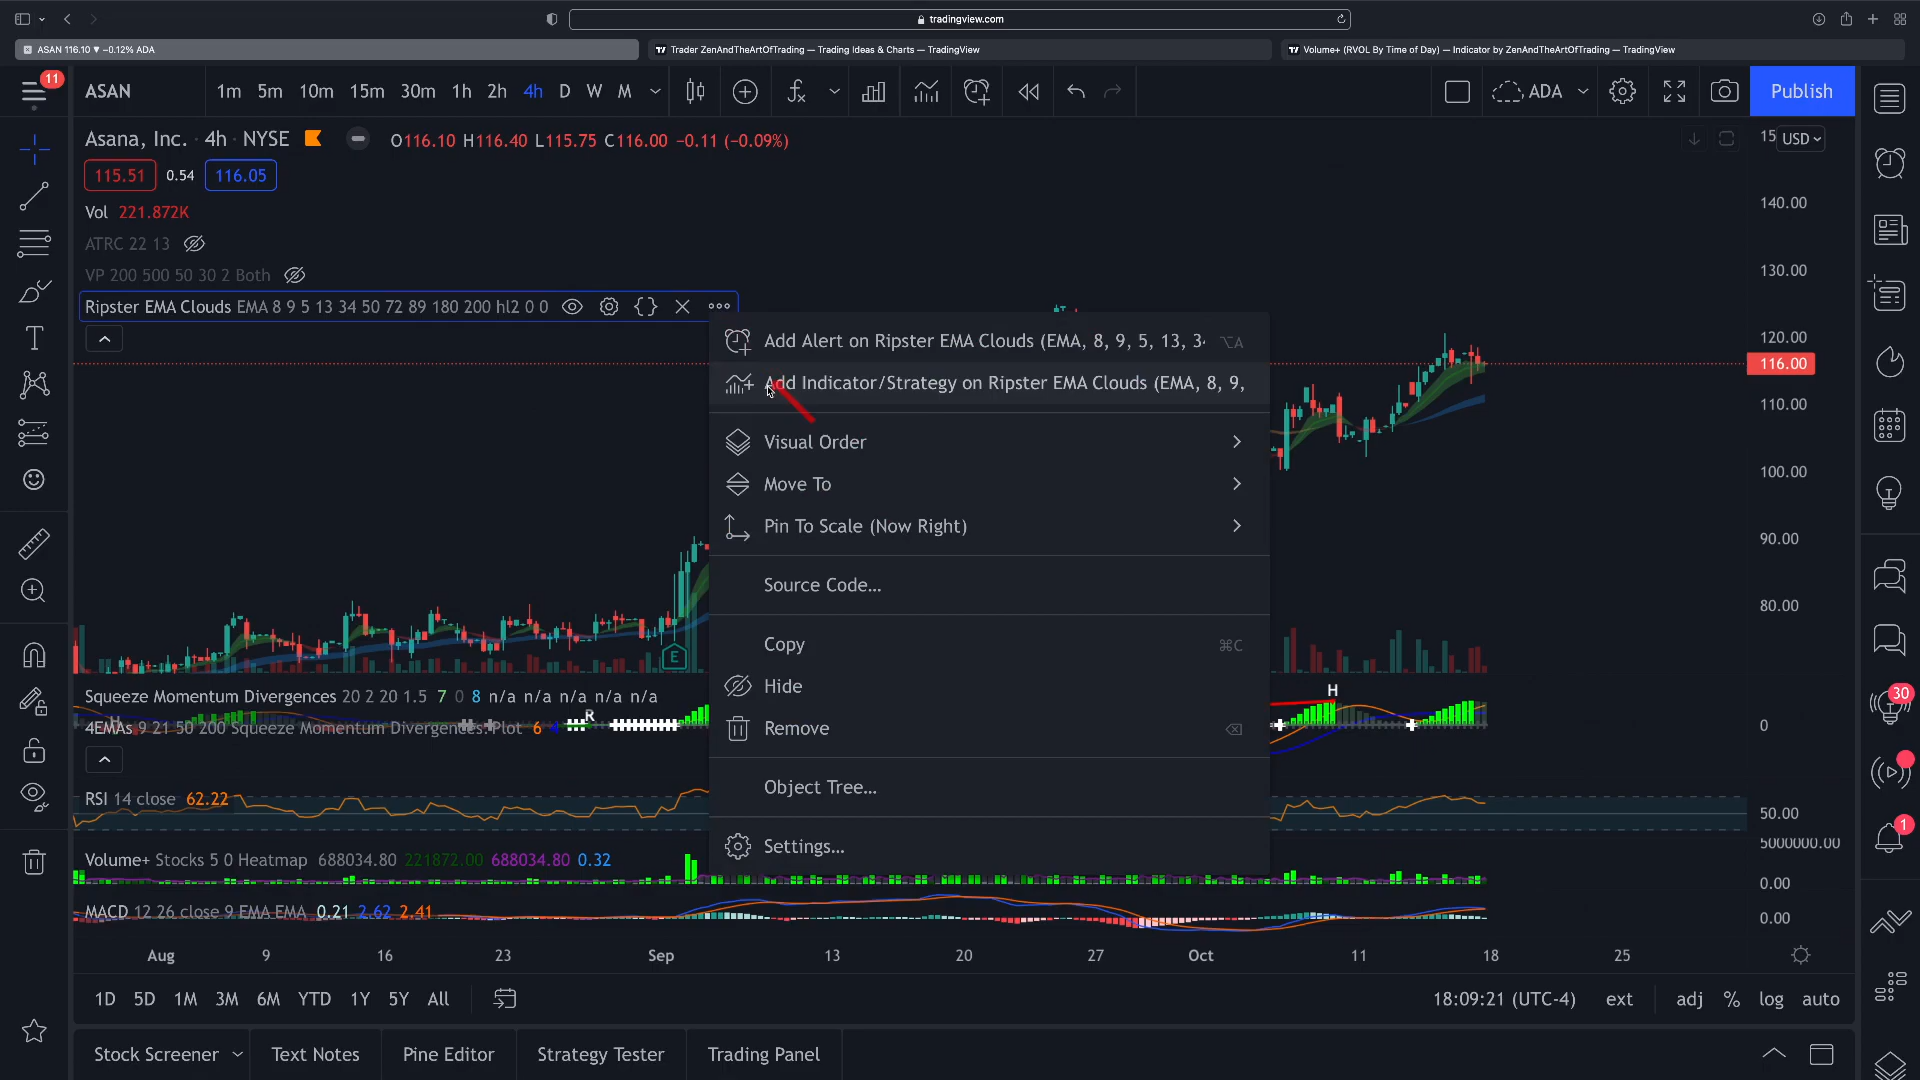 tradingview.com
ASAN 116.10 ▼ −0.12% ADA
Trader ZenAndTheArtOfTrading — Trading Ideas & Charts — TradingView
Volume+ (RVOL By Time of Day) — Indicator by ZenAndTheArtOfTrading — TradingView
11
ASAN
1m 5m 10m 15m 30m 1h 2h 4h D W M
ADA
Publish
Asana, Inc. · 4h · NYSE
O116.10 H116.40 L115.75 C116.00 −0.11 (−0.09%)
15
USD
115.51 0.54 116.05
Vol 221.872K
140.00
ATRC 22 13
VP 200 500 50 30 2 Both
130.00
Ripster EMA Clouds EMA 8 9 5 13 34 50 72 89 180 200 hl2 0 0
Add Alert on Ripster EMA Clouds (EMA, 8, 9, 5, 13, 3
⌥A
120.00
116.00
Add Indicator/Strategy on Ripster EMA Clouds (EMA, 8, 9,
110.00
Visual Order
100.00
Move To
Pin To Scale (Now Right)
90.00
Source Code...
80.00
Copy
⌘C
E
Hide
Squeeze Momentum Divergences 20 2 20 1.5 7 0 8 n/a n/a n/a n/a n/a
H
30
R
4EMAs 9 21 50 200 Squeeze Momentum Divergences: Plot 6 4
Remove
0
Object Tree...
RSI 14 close 62.22
50.00
1
Settings...
5000000.00
Volume+ Stocks 5 0 Heatmap 688034.80 221872.00 688034.80 0.32
0.00
MACD 12 26 close 9 EMA EMA 0.21 2.62 2.41
0.00
Aug 9 16 23 Sep 13 20 27 Oct 11 18 25
1D 5D 1M 3M 6M YTD 1Y 5Y All
18:09:21 (UTC-4) ext adj % log auto
Stock Screener
Text Notes
Pine Editor
Strategy Tester
Trading Panel